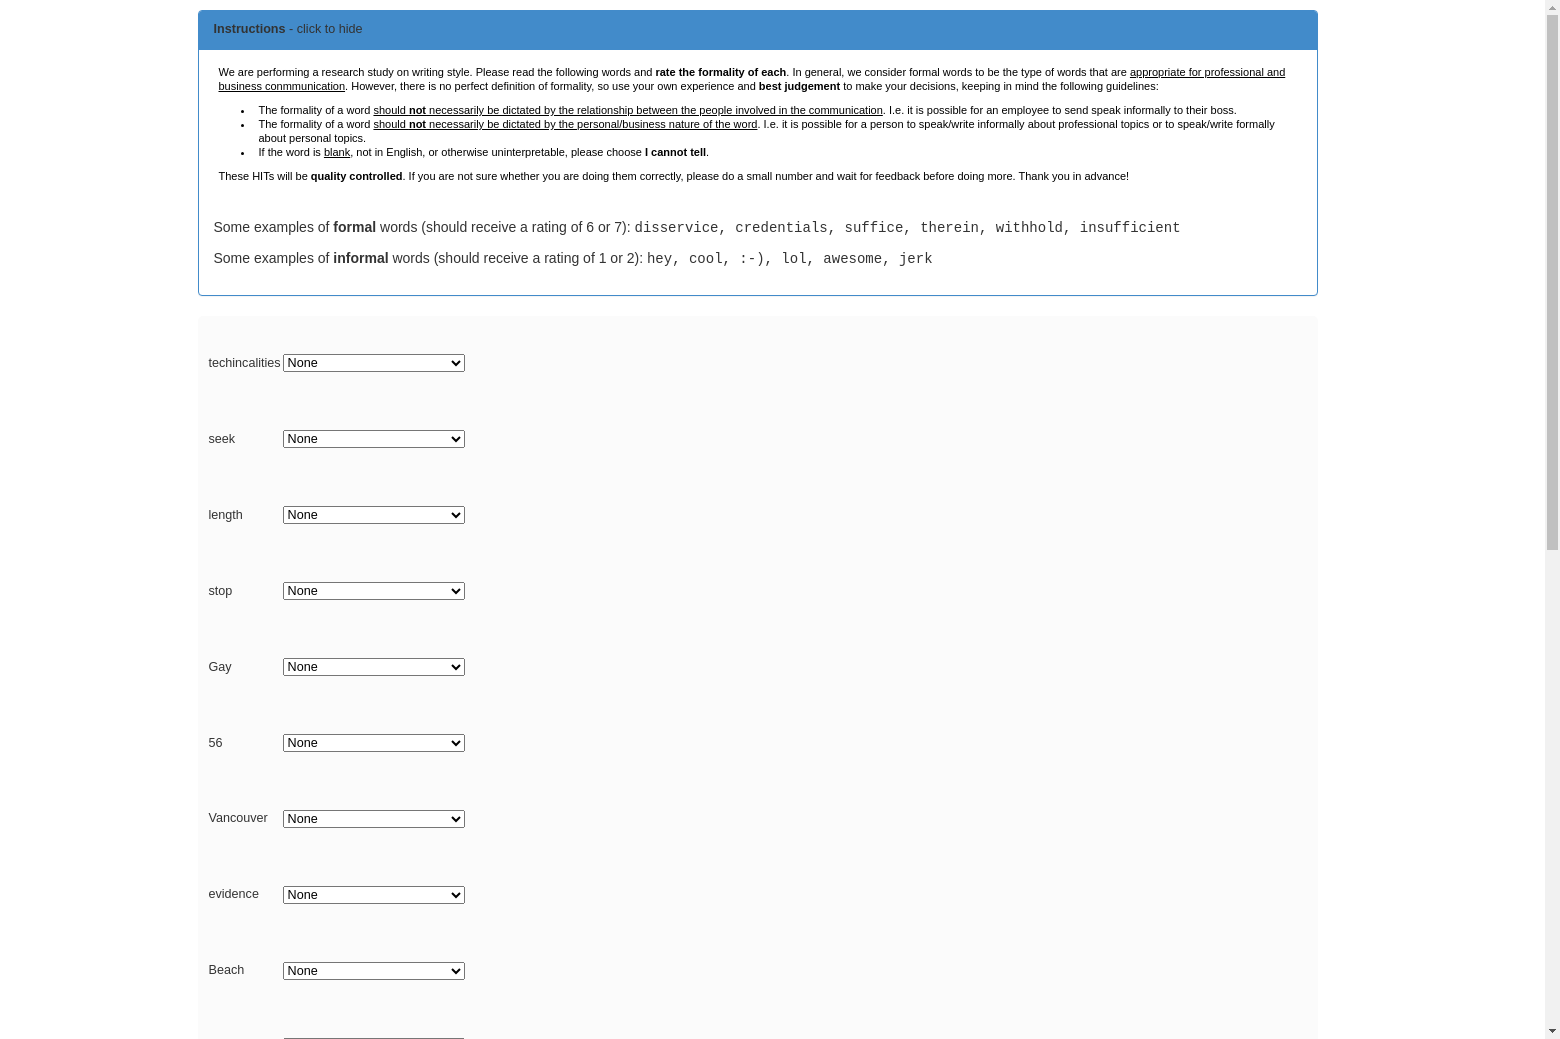 Instructions - click to hide
We are performing a research study on writing style. Please read the following words and rate the formality of each. In general, we consider formal words to be the type of words that are appropriate for professional and
business conmmunication. However, there is no perfect definition of formality, so use your own experience and best judgement to make your decisions, keeping in mind the following guidelines:
• The formality of a word should not necessarily be dictated by the relationship between the people involved in the communication. I.e. it is possible for an employee to send speak informally to their boss.
• The formality of a word should not necessarily be dictated by the personal/business nature of the word. I.e. it is possible for a person to speak/write informally about professional topics or to speak/write formally
about personal topics.
• If the word is blank, not in English, or otherwise uninterpretable, please choose I cannot tell.
These HITs will be quality controlled. If you are not sure whether you are doing them correctly, please do a small number and wait for feedback before doing more. Thank you in advance!
Some examples of formal words (should receive a rating of 6 or 7): disservice, credentials, suffice, therein, withhold, insufficient
Some examples of informal words (should receive a rating of 1 or 2): hey, cool, :-), lol, awesome, jerk
techincalities None
seek None
length None
stop None
Gay None
56 None
Vancouver None
evidence None
Beach None